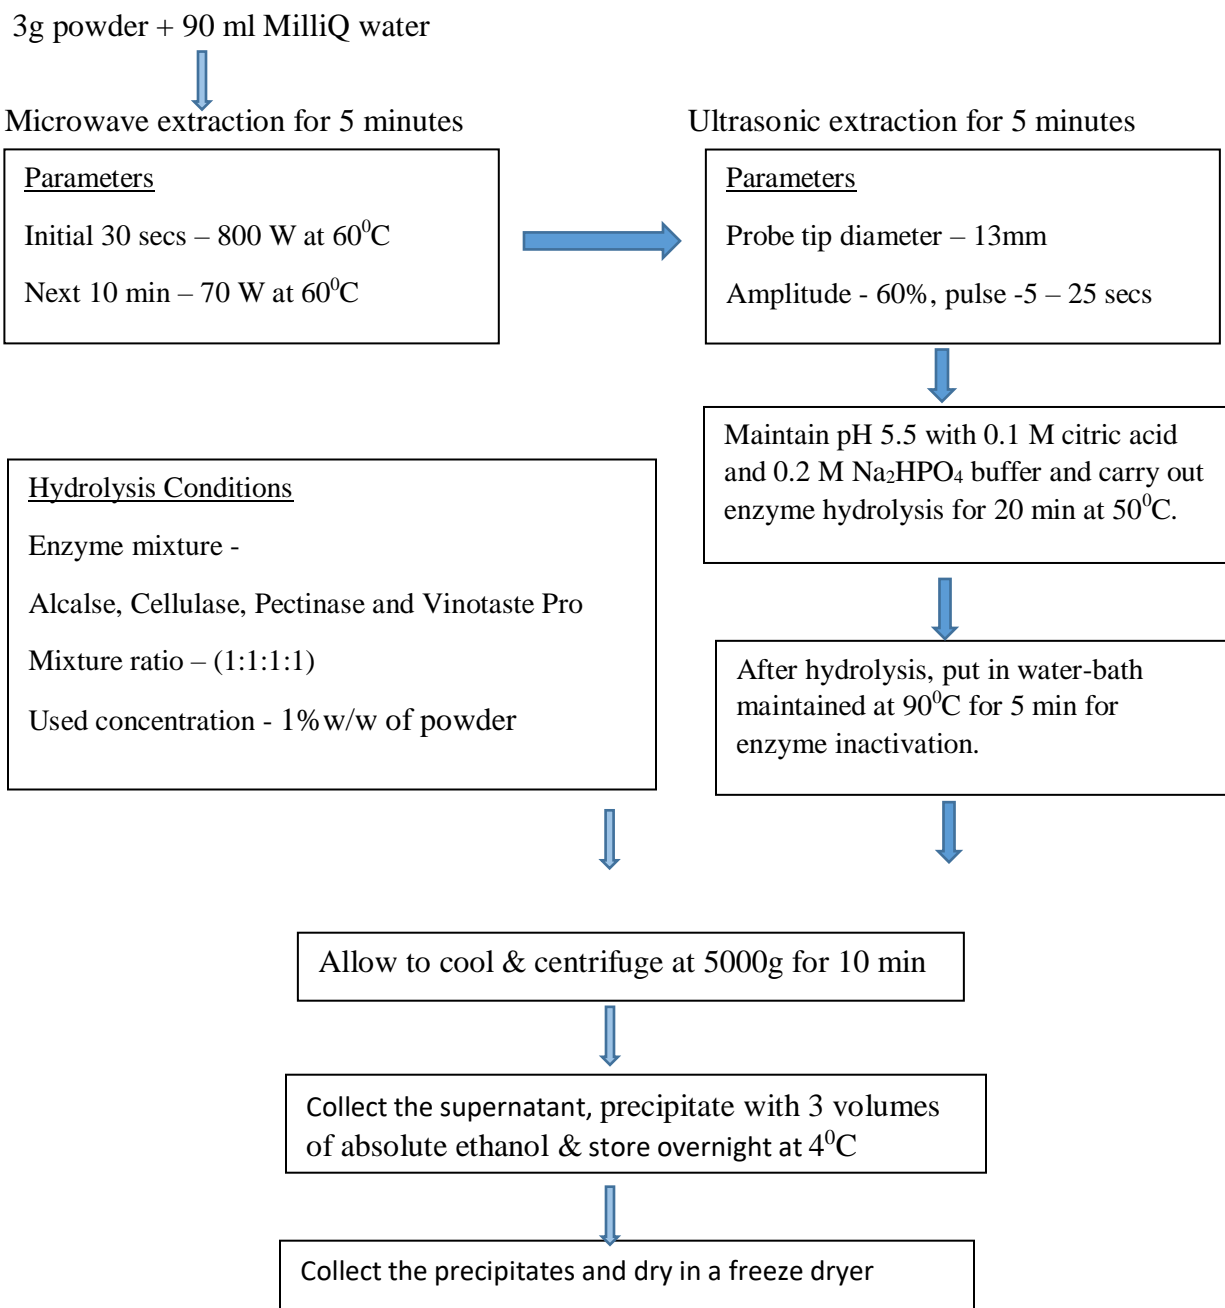 3g powder + 90 ml MilliQ water
Microwave extraction for 5 minutes
Parameters
Initial 30 secs – 800 W at 60⁰C
Next 10 min – 70 W at 60⁰C
Ultrasonic extraction for 5 minutes
Parameters
Probe tip diameter – 13mm
Amplitude - 60%, pulse -5 – 25 secs
Maintain pH 5.5 with 0.1 M citric acid
and 0.2 M Na₂HPO₄ buffer and carry out
enzyme hydrolysis for 20 min at 50⁰C.
Hydrolysis Conditions
Enzyme mixture -
Alcalse, Cellulase, Pectinase and Vinotaste Pro
Mixture ratio – (1:1:1:1)
Used concentration - 1%w/w of powder
After hydrolysis, put in water-bath
maintained at 90⁰C for 5 min for
enzyme inactivation.
Allow to cool & centrifuge at 5000g for 10 min
Collect the supernatant, precipitate with 3 volumes
of absolute ethanol & store overnight at 4⁰C
Collect the precipitates and dry in a freeze dryer